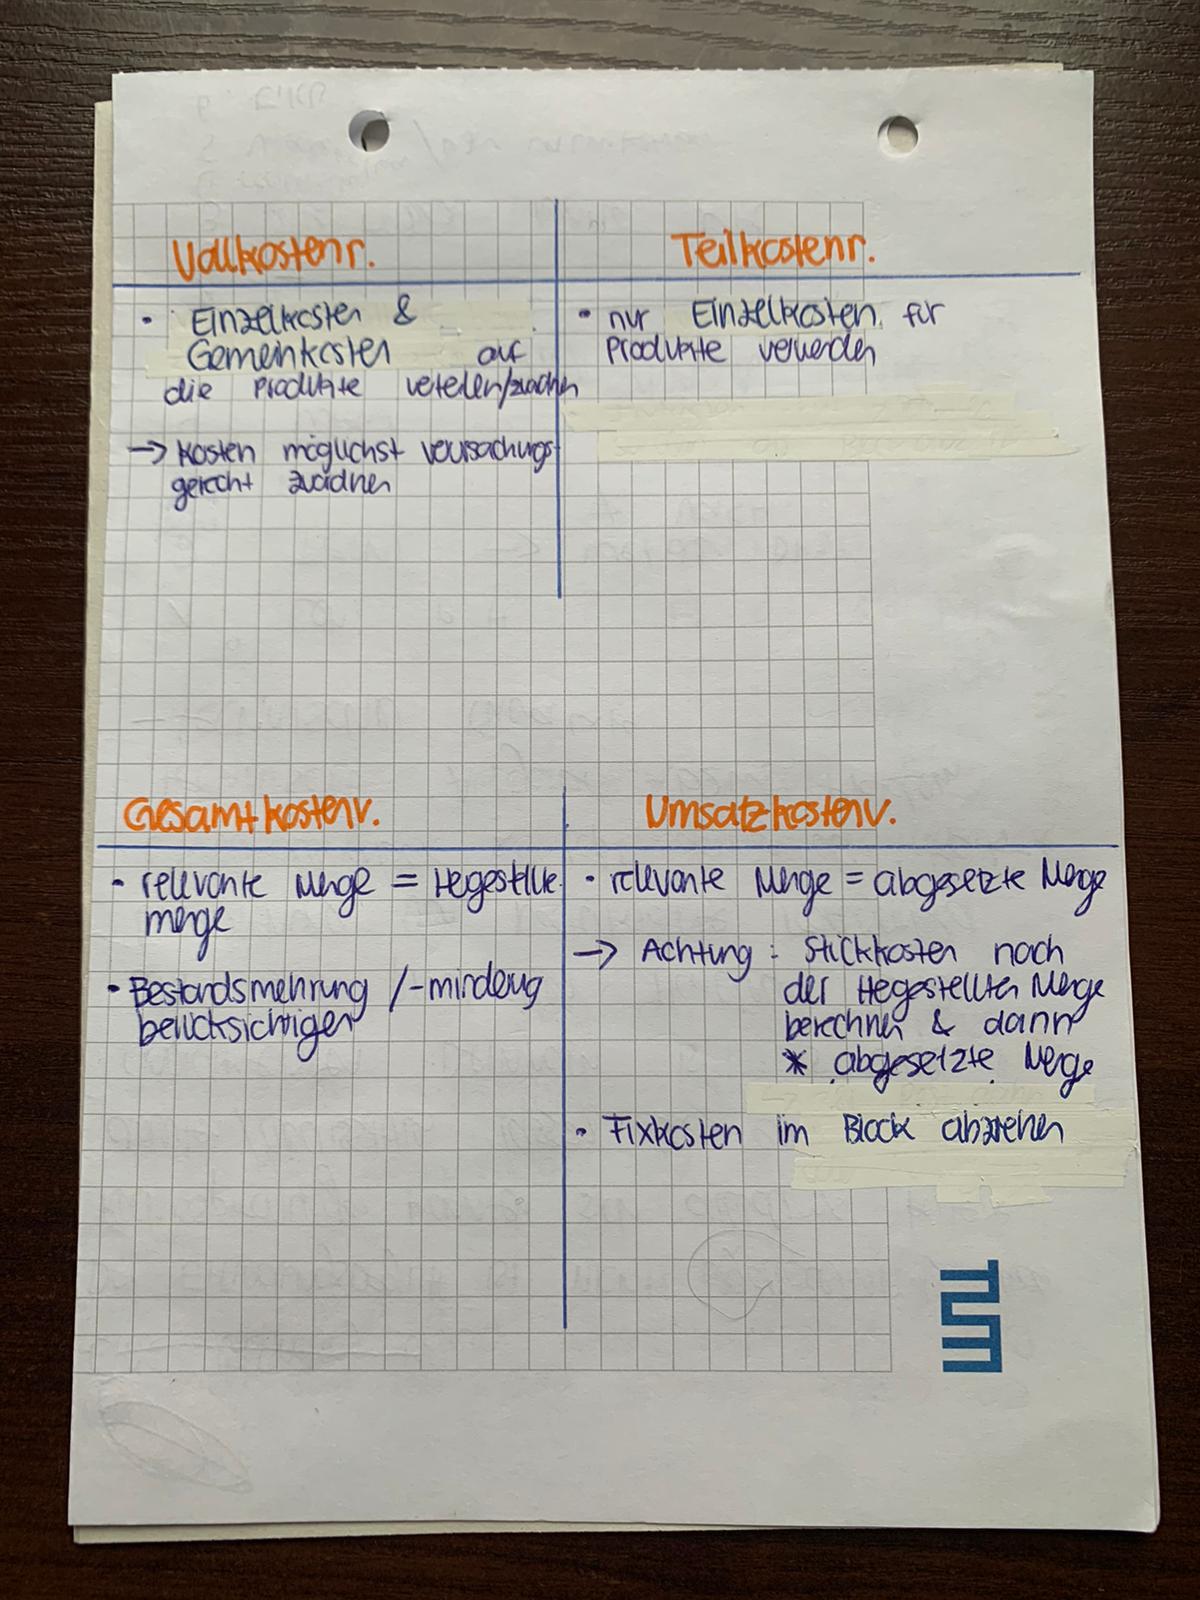 Vollkostenr.
Teilkostenr.
• Einzelkosten &
Gemeinkosten auf
die Produkte verteilen/zuordnen
→ Kosten möglichst verursachungs-
gerecht zuordnen
• nur Einzelkosten für
Produkte verwenden
Gesamtkostenv.
Umsatzkostenv.
• relevante Menge = Hergestellte
menge
• Bestandsmehrung /-minderung
berücksichtigen
• relevante Menge = abgesetzte Menge
→ Achtung: Stückkosten nach
der Hergestellten Menge
berechnen & dann
* abgesetzte Menge
• Fixkosten im Block abziehen
TUM